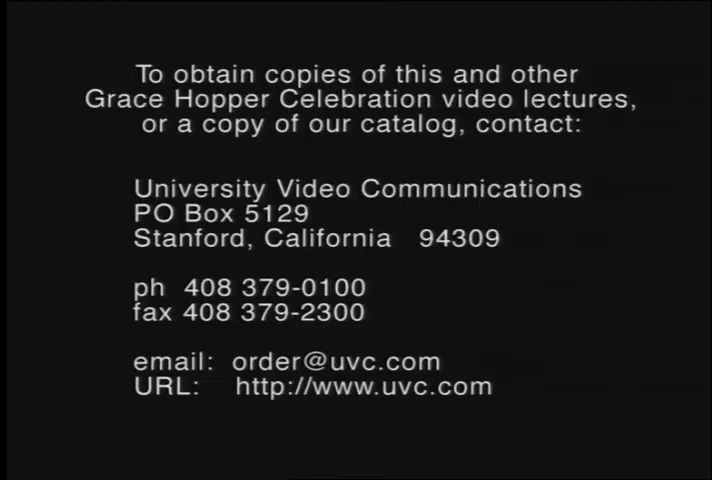 To obtain copies of this and other
Grace Hopper Celebration video lectures,
or a copy of our catalog, contact:
University Video Communications
PO Box 5129
Stanford, California 94309
ph 408 379-0100
fax 408 379-2300
email: order@uvc.com
URL: http://www.uvc.com